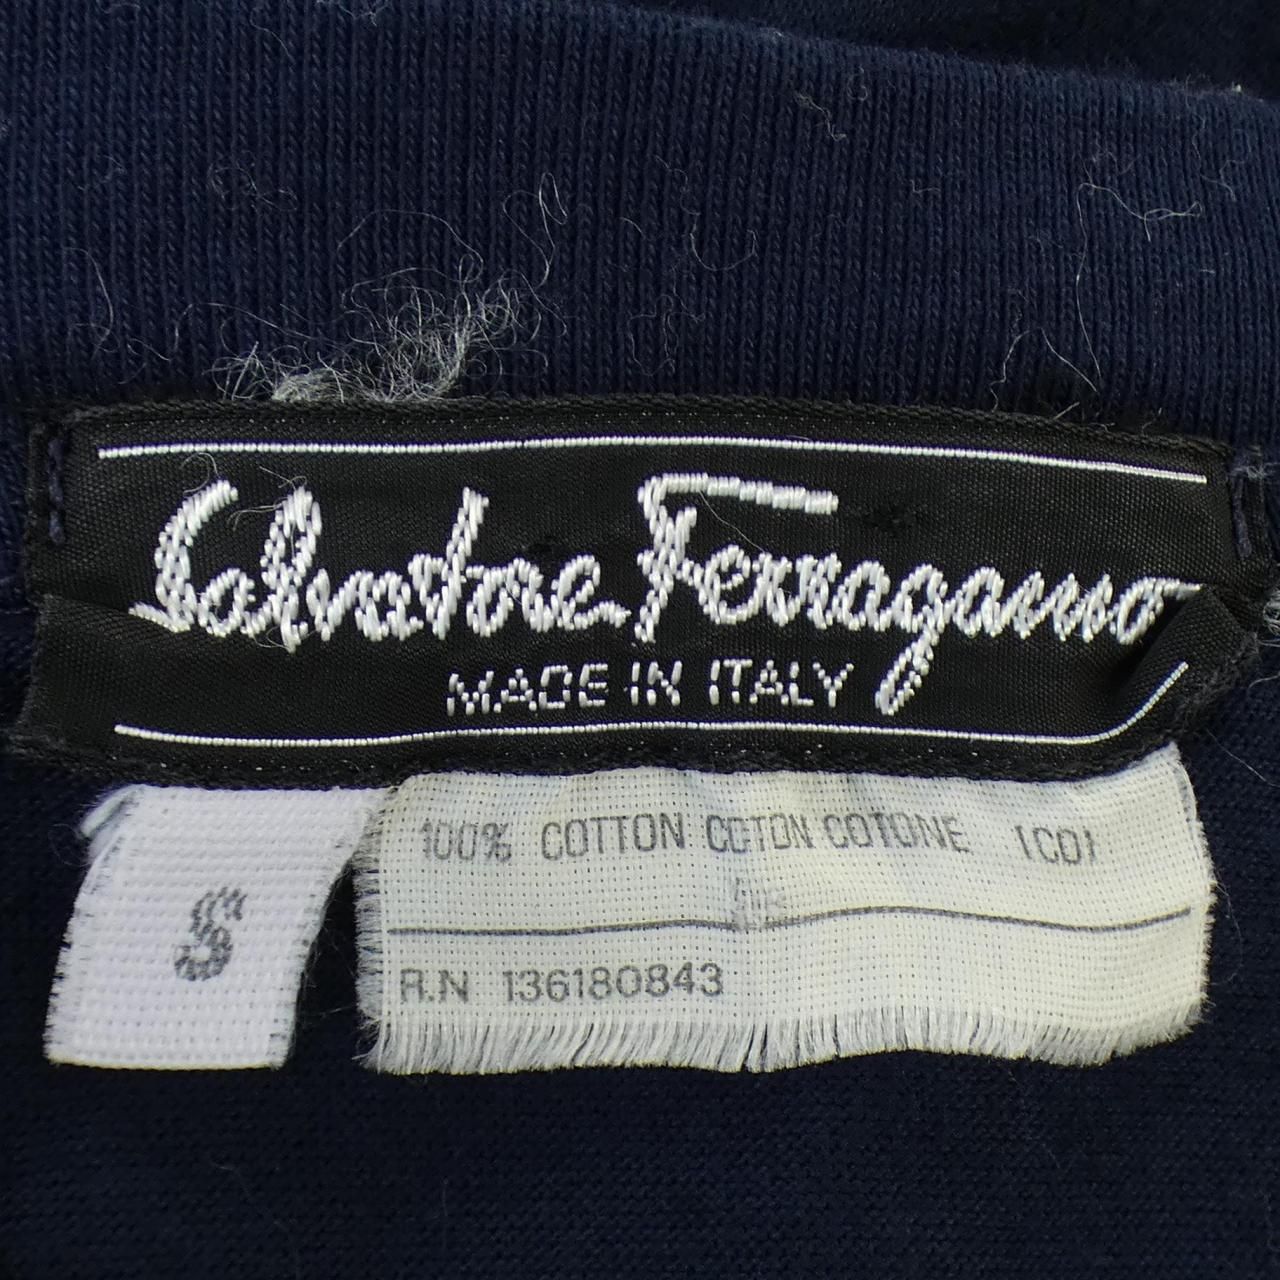 Salvatore Ferragamo
MADE IN ITALY
S
100% COTTON COTON COTONE (CO)
R.N 136180843